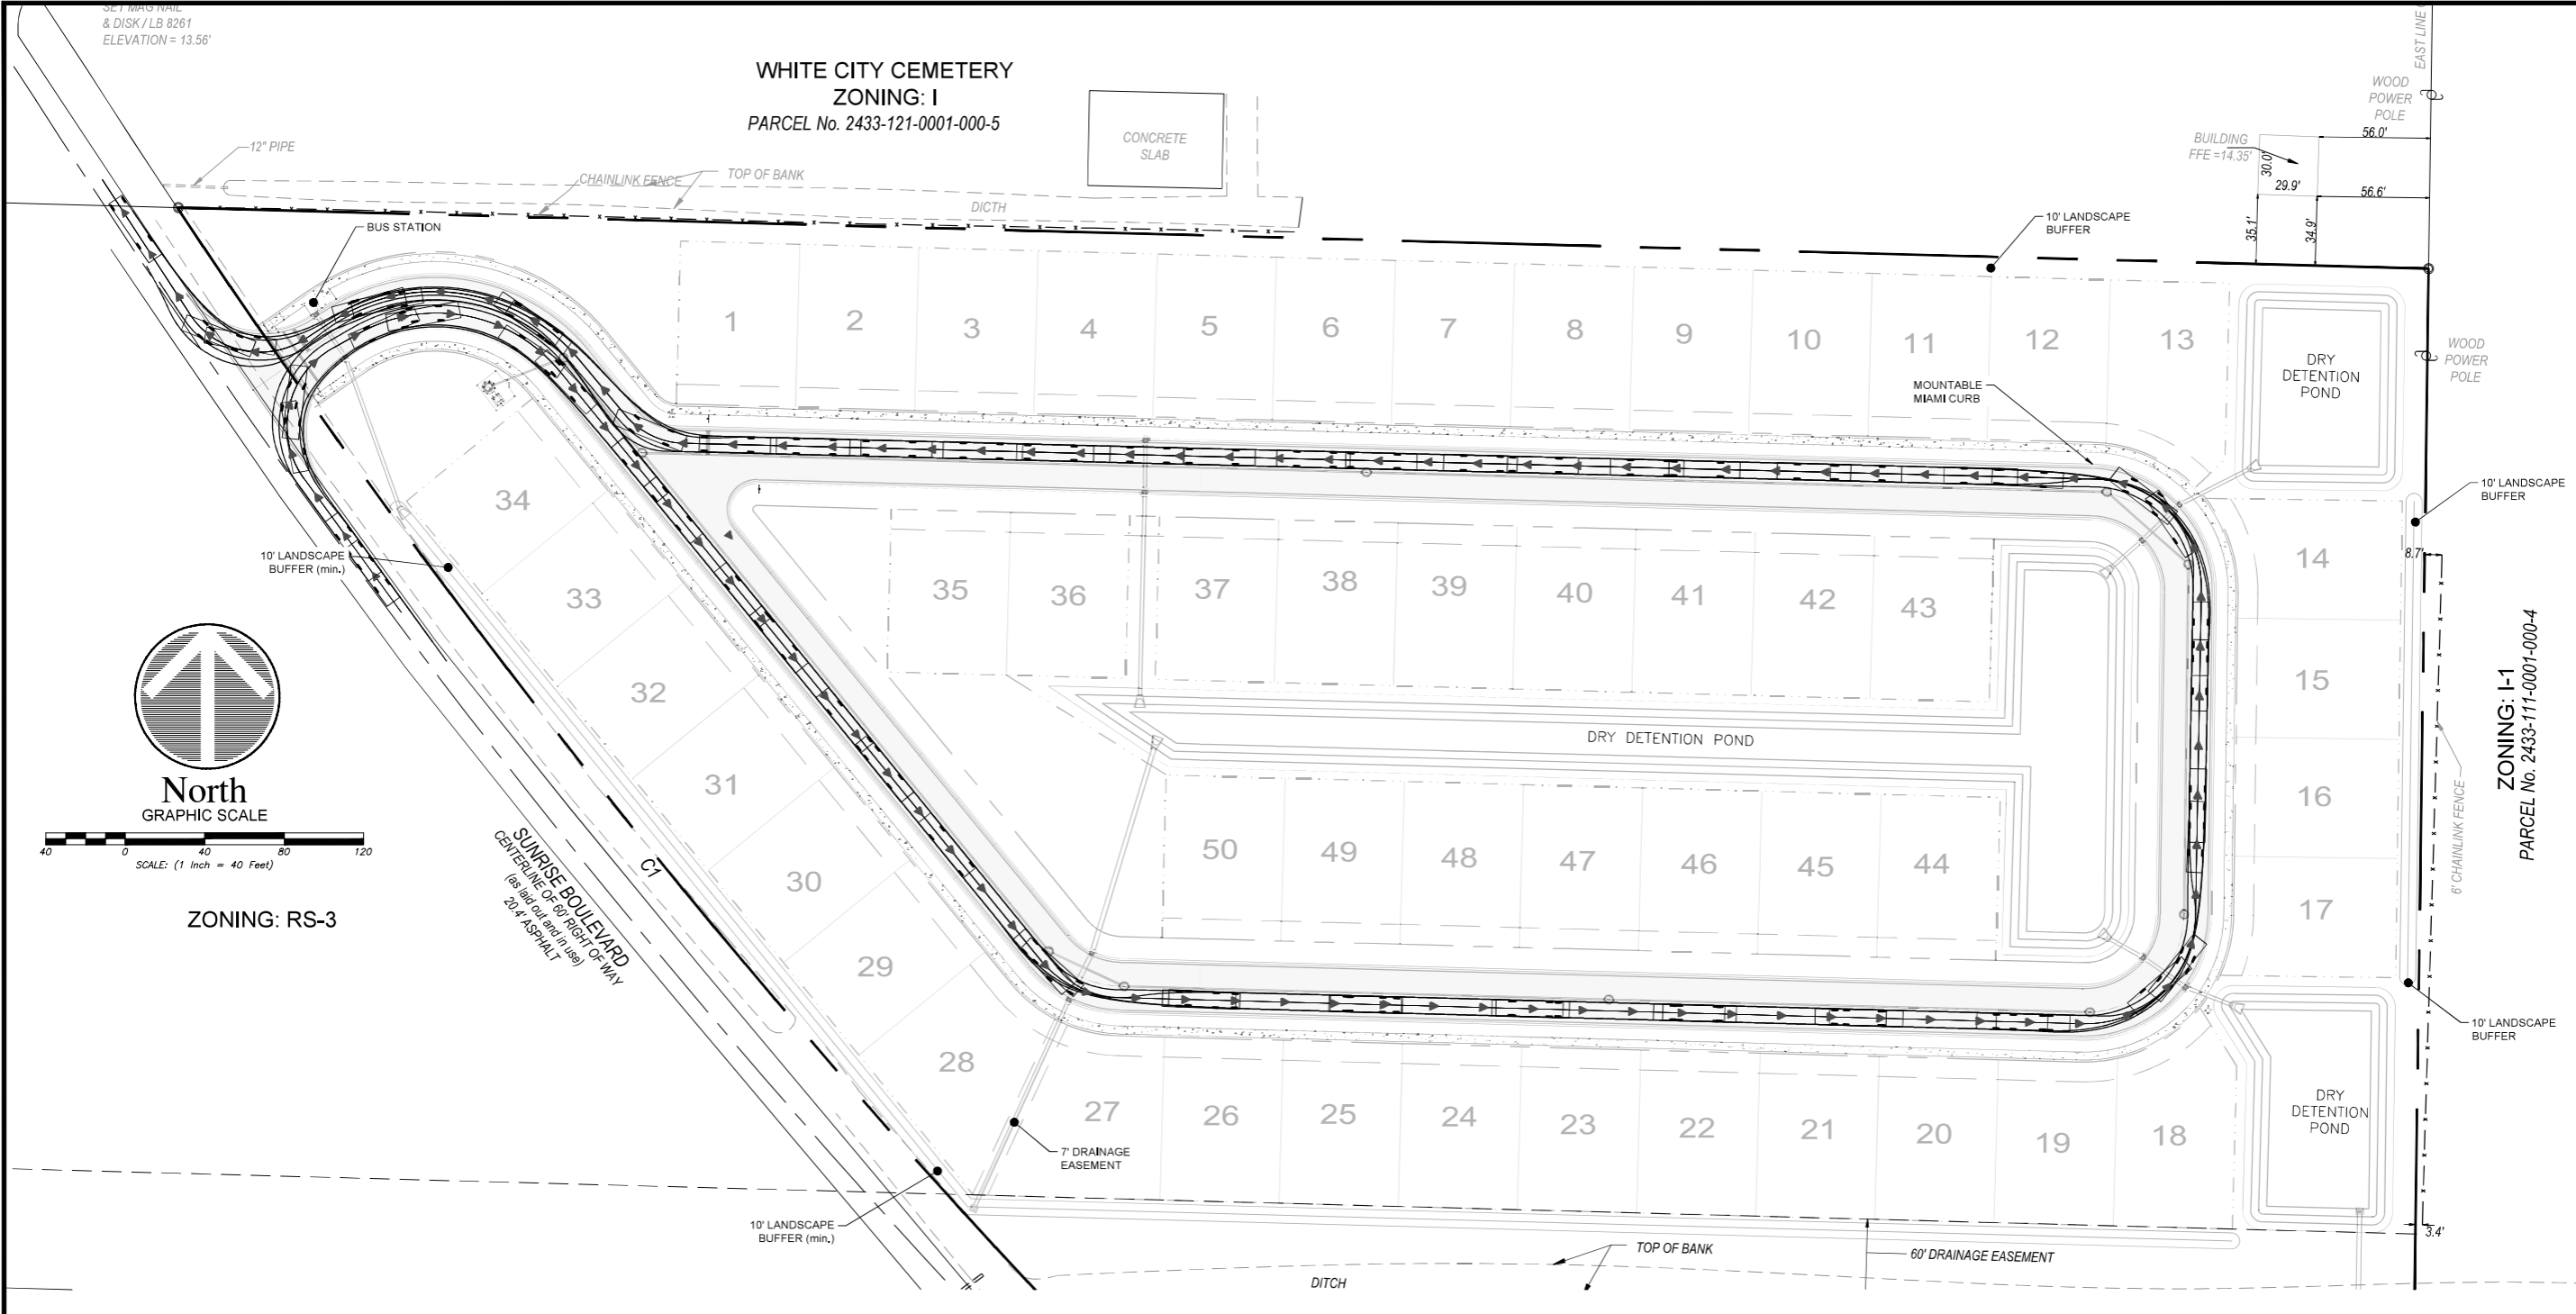 SET MAG NAIL
& DISK / LB 8261
ELEVATION = 13.56'
WHITE CITY CEMETERY
ZONING: I
PARCEL No. 2433-121-0001-000-5
CONCRETE
SLAB
12" PIPE
CHAINLINK FENCE
TOP OF BANK
DICTH
BUS STATION
EAST LINE
WOOD
POWER
POLE
56.0'
BUILDING
FFE =14.35'
30.0'
29.9'
56.6'
35.1'
34.9'
10' LANDSCAPE
BUFFER
1
2
3
4
5
6
7
8
9
10
11
12
13
DRY
DETENTION
POND
WOOD
POWER
POLE
MOUNTABLE
MIAMI CURB
10' LANDSCAPE
BUFFER
8.7'
34
10' LANDSCAPE
BUFFER (min.)
33
35
36
37
38
39
40
41
42
43
14
32
15
31
DRY DETENTION POND
16
ZONING: I-1
PARCEL No. 2433-111-0001-000-4
6' CHAINLINK FENCE
North
GRAPHIC SCALE
40
0
40
80
120
SCALE: (1 Inch = 40 Feet)
ZONING: RS-3
C1
SUNRISE BOULEVARD
CENTERLINE OF 60' RIGHT OF WAY
(as laid out and in use)
20.4' ASPHALT
30
50
49
48
47
46
45
44
17
29
10' LANDSCAPE
BUFFER
28
27
26
25
24
23
22
21
20
19
18
DRY
DETENTION
POND
7' DRAINAGE
EASEMENT
10' LANDSCAPE
BUFFER (min.)
3.4'
TOP OF BANK
60' DRAINAGE EASEMENT
DITCH